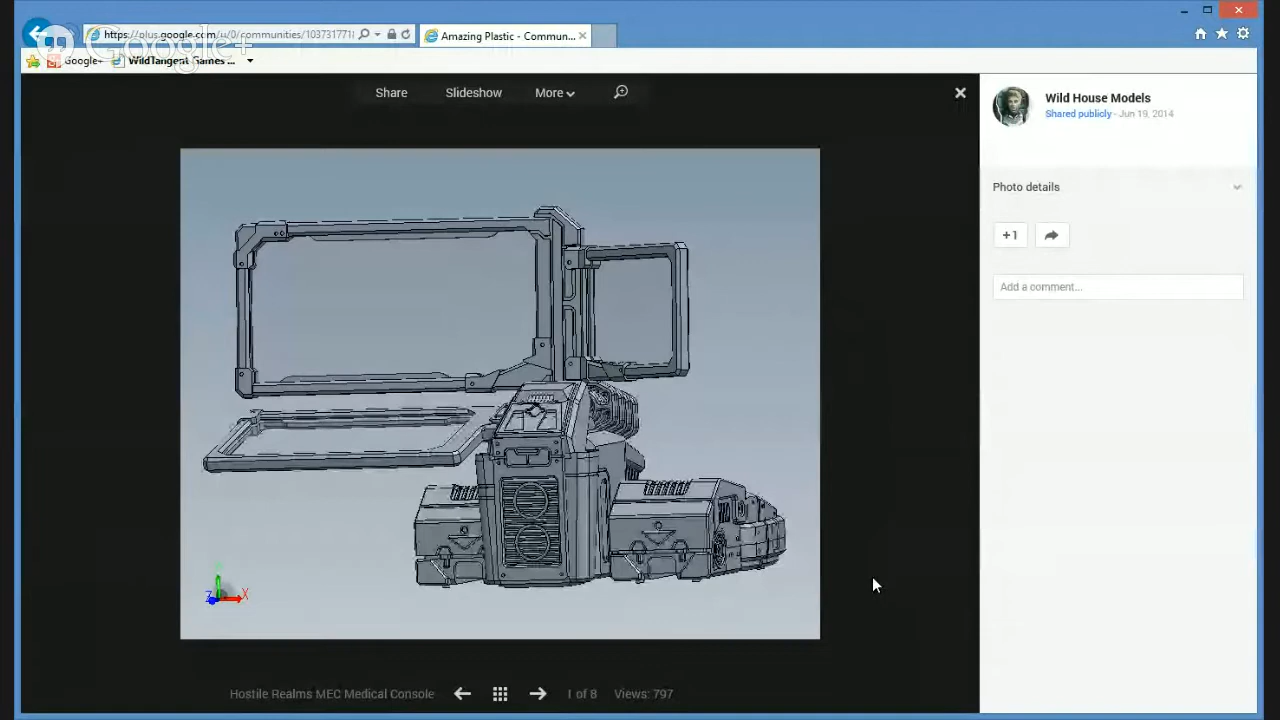 https://plus.google.com/u/0/communities/103731771
Amazing Plastic - Commun...
Google+
Google+
WildTangent Games ...
Share
Slideshow
More
Wild House Models
Shared publicly - Jun 19, 2014
Photo details
+1
Add a comment...
Z
X
Hostile Realms MEC Medical Console
1 of 8
Views: 797